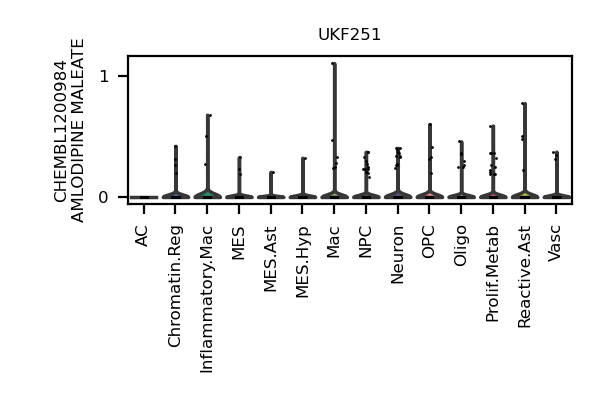 UKF251
CHEMBL1200984
AMLODIPINE MALEATE
1
0
AC
Chromatin.Reg
Inflammatory.Mac
MES
MES.Ast
MES.Hyp
Mac
NPC
Neuron
OPC
Oligo
Prolif.Metab
Reactive.Ast
Vasc